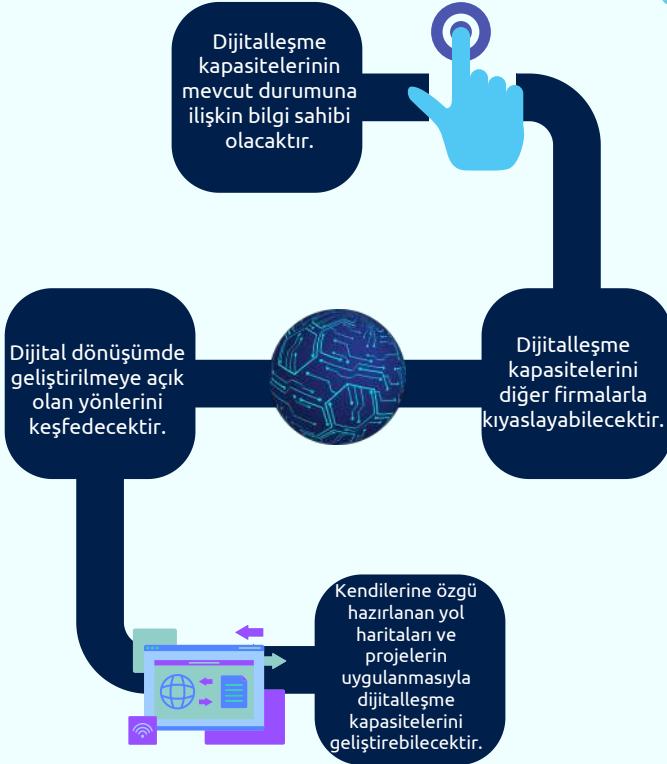 Dijitalleşme
kapasitelerinin
mevcut durumuna
ilişkin bilgi sahibi
olacaktır.
Dijitalleşme
kapasitelerini
diğer firmalarla
kıyaslayabilecektir.
Dijital dönüşümde
geliştirilmeye açık
olan yönlerini
keşfedecektir.
Kendilerine özgü
hazırlanan yol
haritaları ve
projelerin
uygulanmasıyla
dijitalleşme
kapasitelerini
geliştirebilecektir.